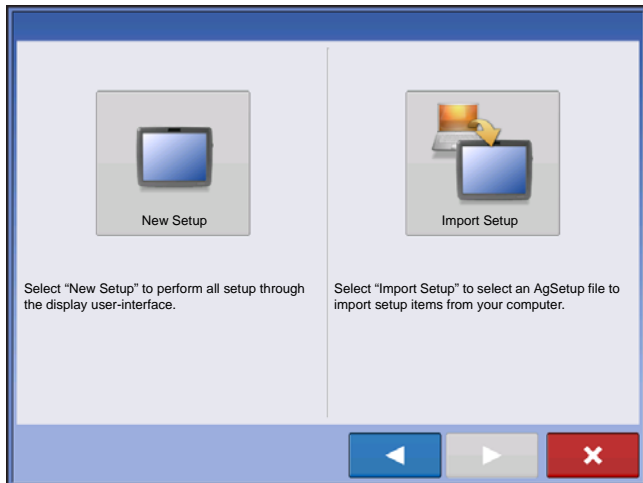 New Setup
Import Setup
Select “New Setup” to perform all setup through
the display user-interface.
Select “Import Setup” to select an AgSetup file to
import setup items from your computer.